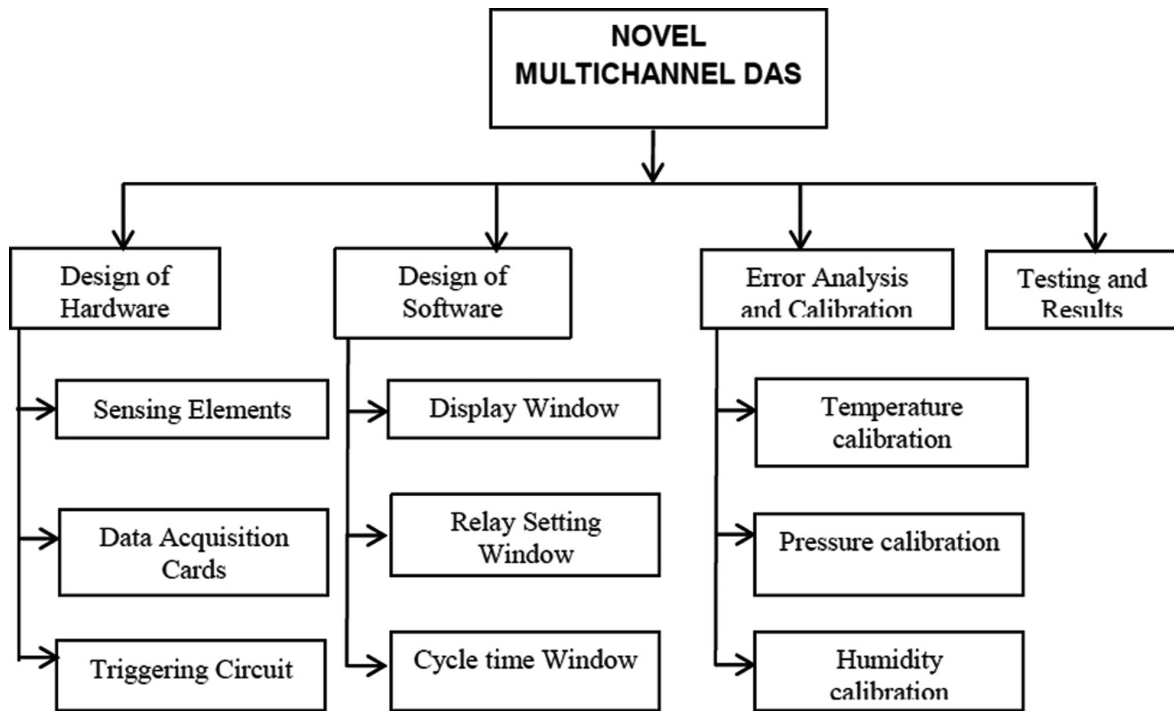 NOVEL
MULTICHANNEL DAS
Design of
Hardware
Design of
Software
Error Analysis
and Calibration
Testing and
Results
Sensing Elements
Display Window
Temperature
calibration
Data Acquisition
Cards
Relay Setting
Window
Pressure calibration
Triggering Circuit
Cycle time Window
Humidity
calibration